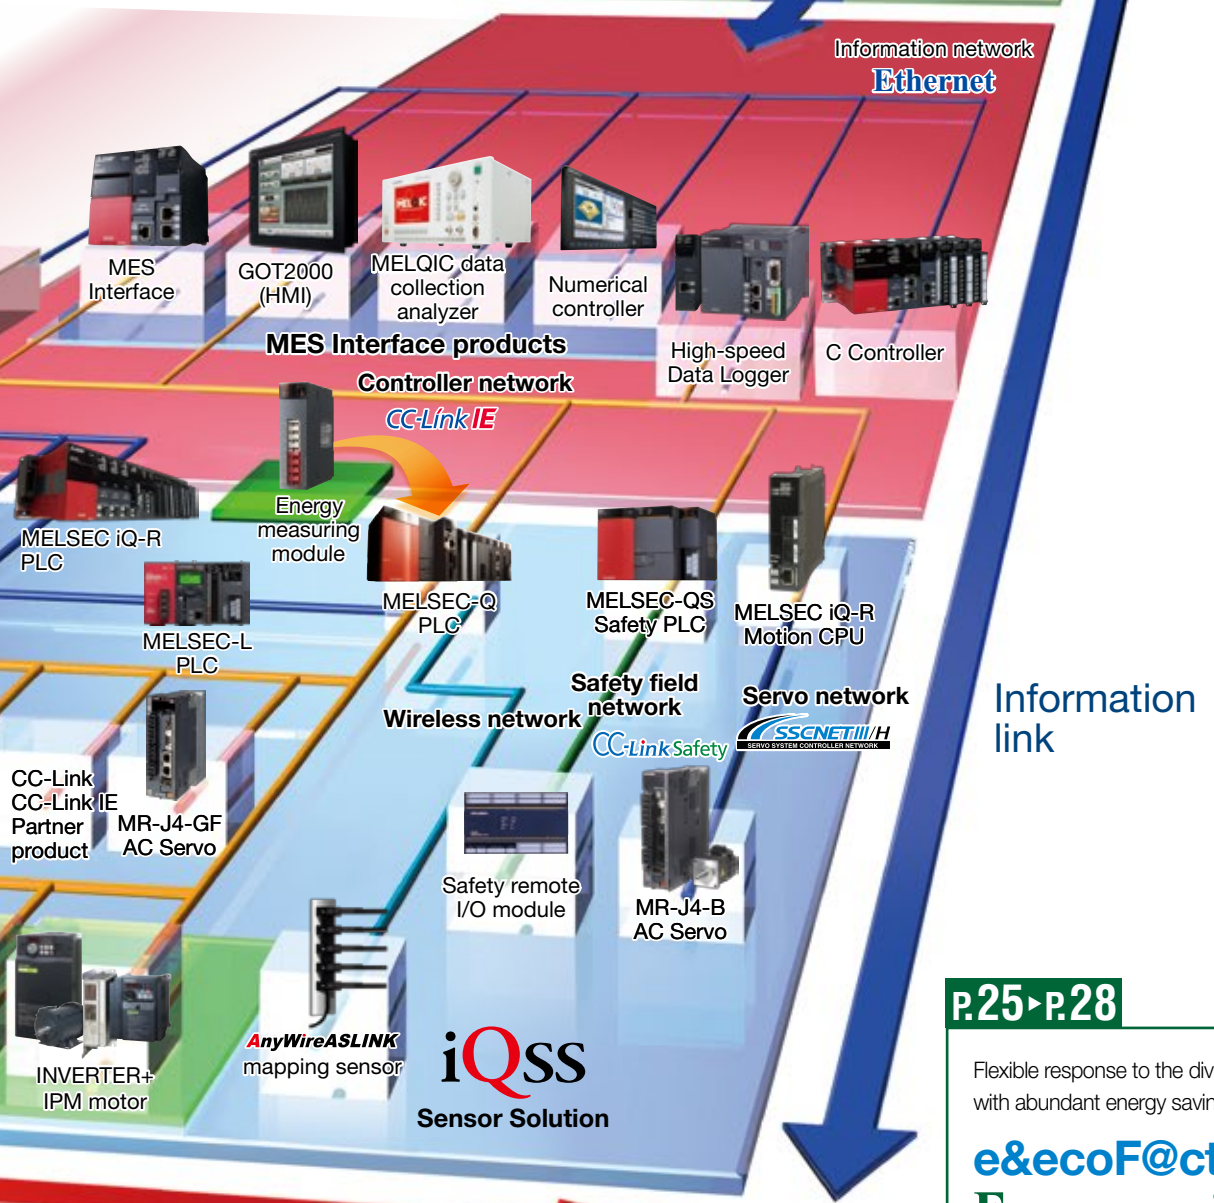 Information network
Ethernet
MES
Interface
GOT2000
(HMI)
MELQIC data
collection
analyzer
Numerical
controller
High-speed
Data Logger
C Controller
MES Interface products
Controller network
CC-Link IE
Energy
measuring
module
MELSEC iQ-R
PLC
MELSEC-L
PLC
MELSEC-Q
PLC
MELSEC-QS
Safety PLC
MELSEC iQ-R
Motion CPU
Wireless network
Safety field
network
CC-Link Safety
Servo network
SSCNETIII/H
SERVO SYSTEM CONTROLLER NETWORK
Information
link
CC-Link
CC-Link IE
Partner
product
MR-J4-GF
AC Servo
Safety remote
I/O module
MR-J4-B
AC Servo
INVERTER+
IPM motor
AnyWireASLINK
mapping sensor
iQss
Sensor Solution
P.25▸P.28
Flexible response to the div
with abundant energy savin
e&ecoF@ct